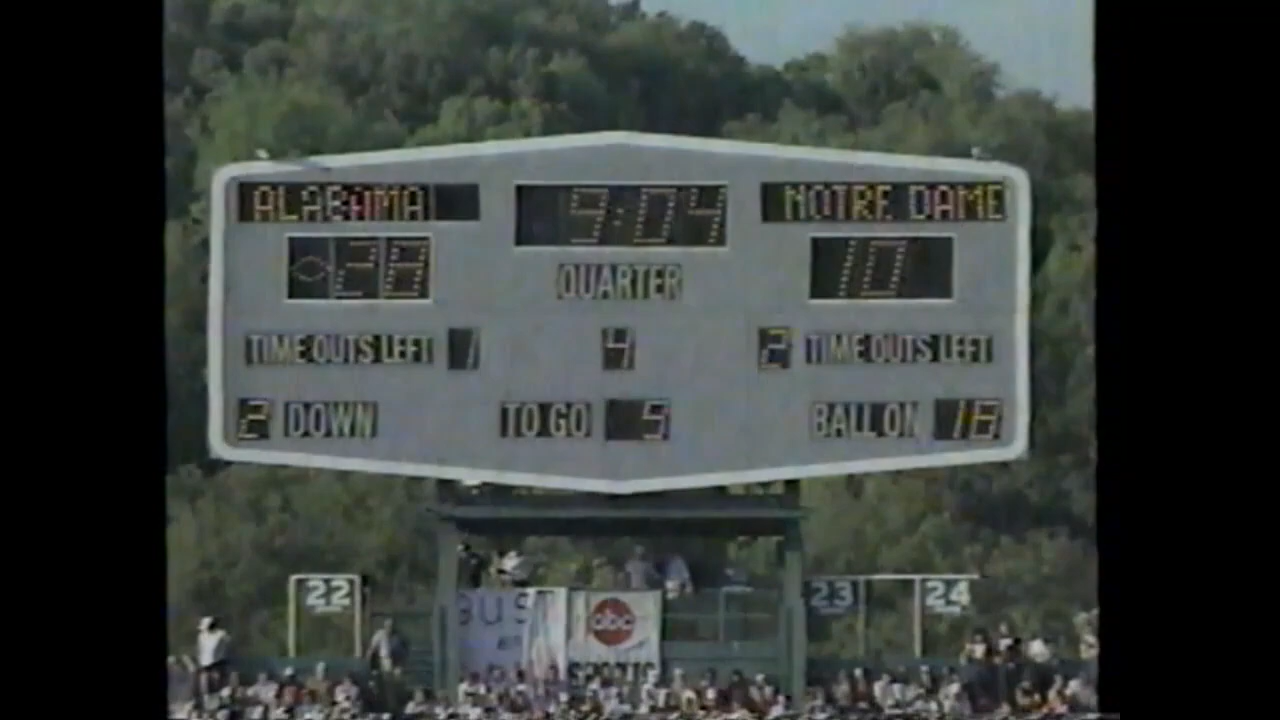 ALABAMA 9:04 NOTRE DAME
28 QUARTER 10
TIME OUTS LEFT 1 4 2 TIME OUTS LEFT
2 DOWN TO GO 5 BALL ON 18
22 23 24
BUS
abc
SPORTS